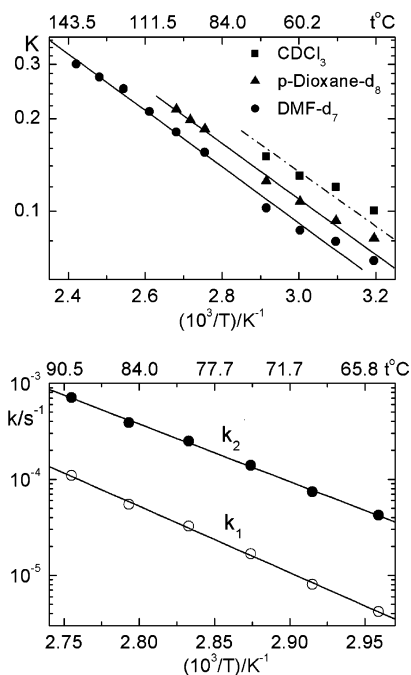 143.5 111.5 84.0 60.2 t°C
K
CDCl3
p-Dioxane-d8
DMF-d7
0.3
0.2
0.1
2.4 2.6 2.8 3.0 3.2
(10³/T)/K⁻¹
90.5 84.0 77.7 71.7 65.8 t°C
10⁻³
k/s⁻¹
k2
10⁻⁴
k1
10⁻⁵
2.75 2.80 2.85 2.90 2.95
(10³/T)/K⁻¹